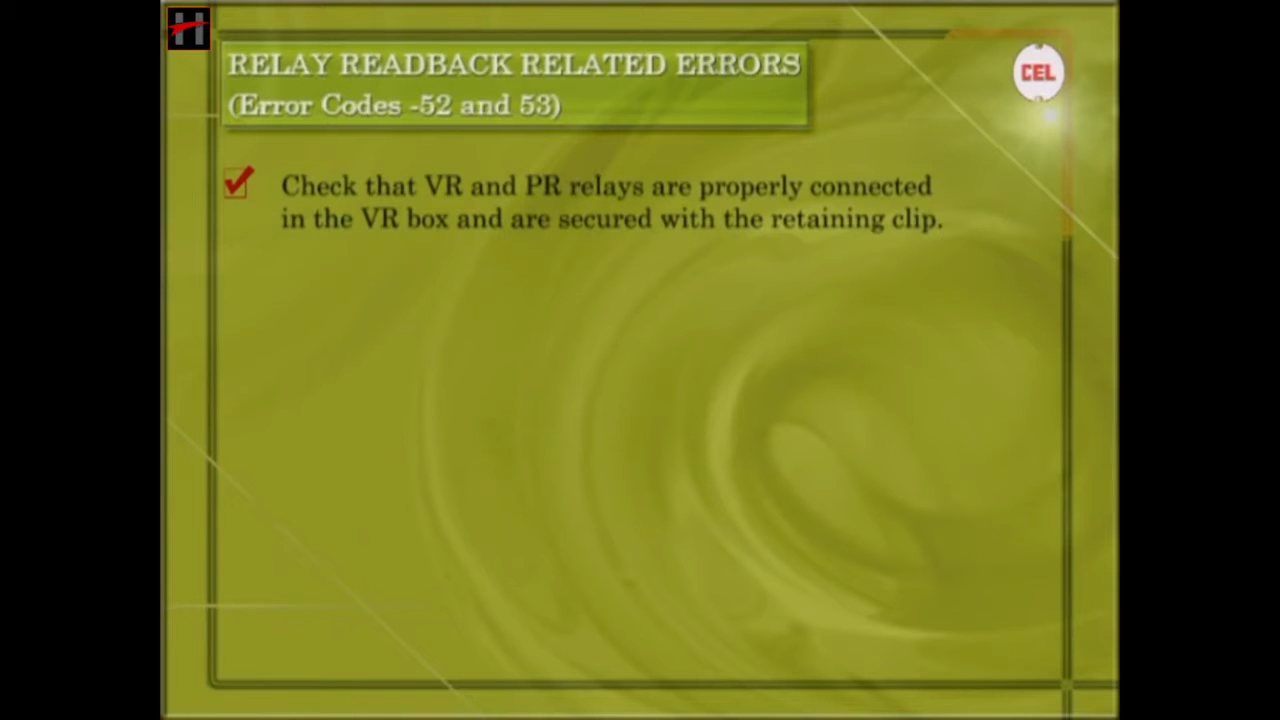 RELAY READBACK RELATED ERRORS
(Error Codes -52 and 53)
CEL
Check that VR and PR relays are properly connected
in the VR box and are secured with the retaining clip.